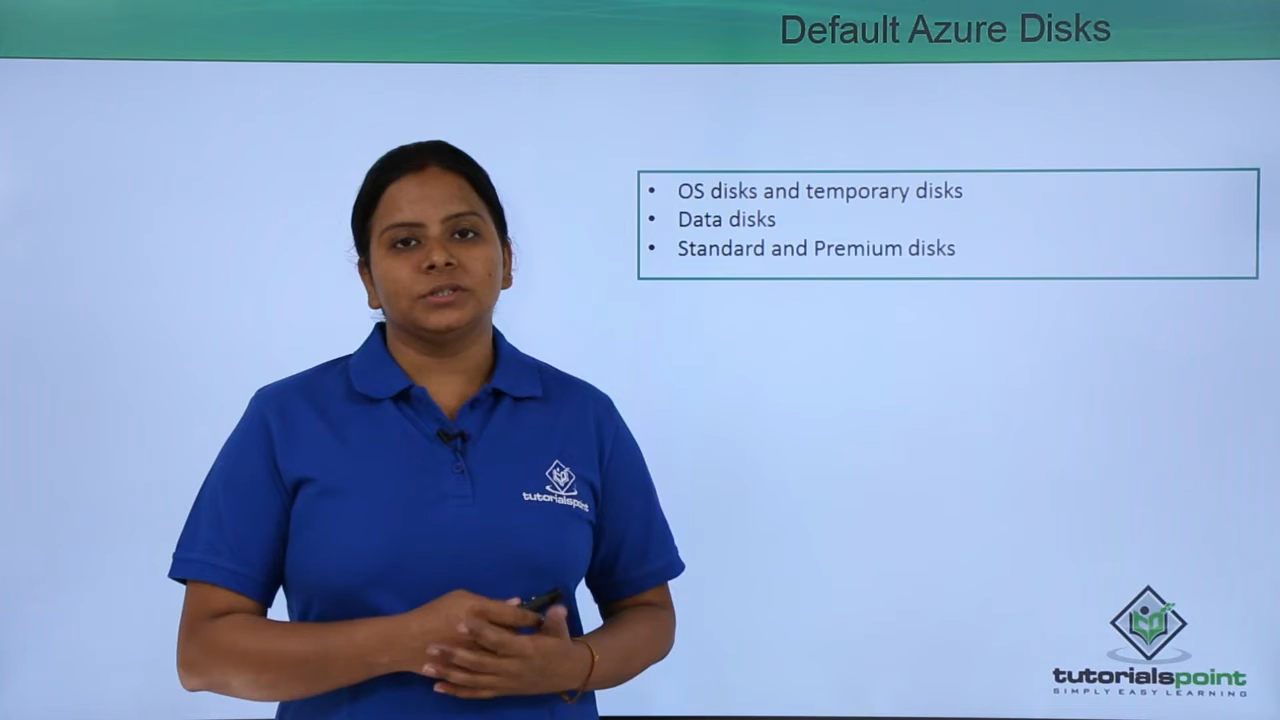 Default Azure Disks
• OS disks and temporary disks
• Data disks
• Standard and Premium disks
tutorialspoint
tutorialspoint
SIMPLY EASY LEARNING